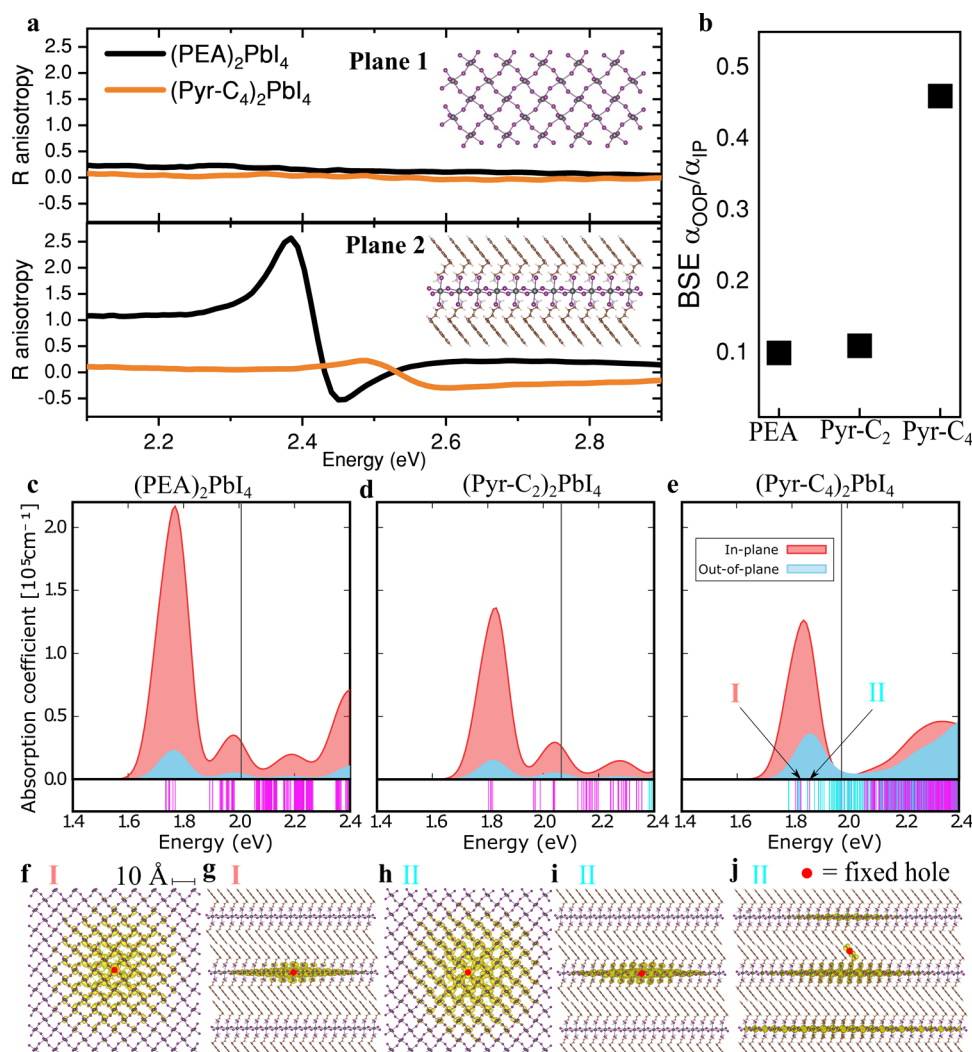 a
(PEA)₂PbI₄
(Pyr-C₄)₂PbI₄
Plane 1
R anisotropy
2.5
2.0
1.5
1.0
0.5
0.0
-0.5
Plane 2
R anisotropy
2.5
2.0
1.5
1.0
0.5
0.0
-0.5
2.2 2.4 2.6 2.8
Energy (eV)
b
BSE α_OOP/α_IP
0.5
0.4
0.3
0.2
0.1
PEA Pyr-C₂ Pyr-C₄
c (PEA)₂PbI₄
Absorption coefficient [10⁵cm⁻¹]
2.0
1.5
1.0
0.5
0.0
1.4 1.6 1.8 2.0 2.2 2.4
Energy (eV)
d (Pyr-C₂)₂PbI₄
1.4 1.6 1.8 2.0 2.2 2.4
Energy (eV)
e (Pyr-C₄)₂PbI₄
In-plane
Out-of-plane
I II
1.4 1.6 1.8 2.0 2.2 2.4
Energy (eV)
f I 10 Å
g I
h II
i II
j II = fixed hole